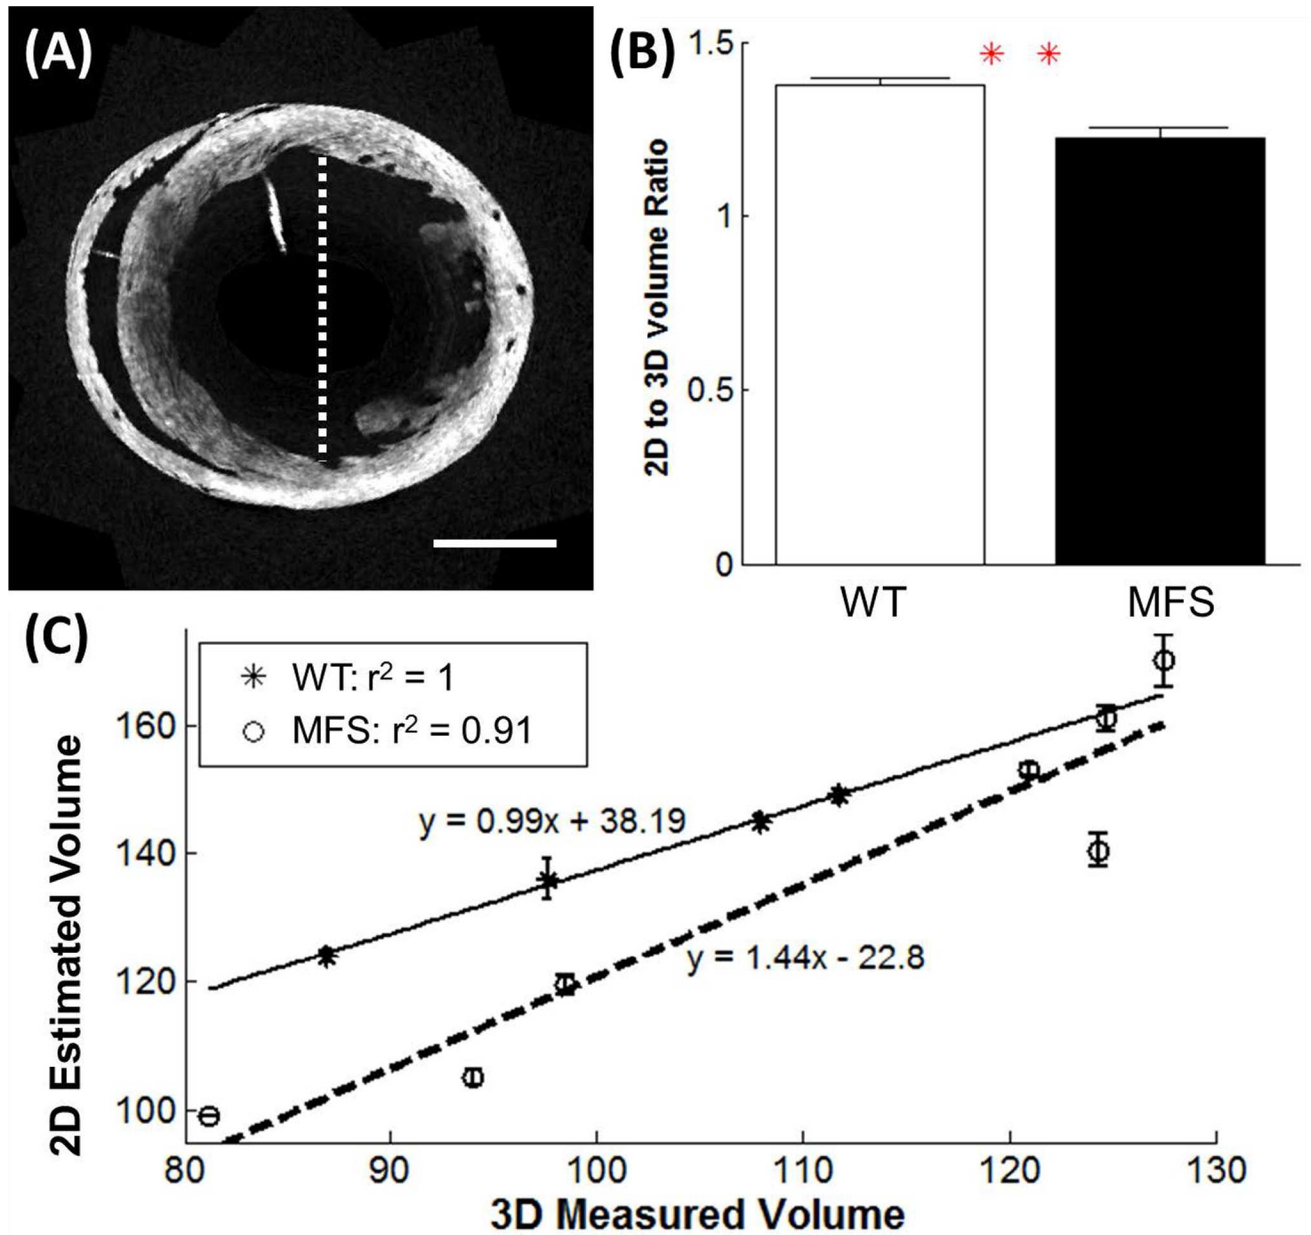 (A)
(B)
1.5
1
0.5
0
2D to 3D volume Ratio
WT
MFS
(C)
WT: r² = 1
MFS: r² = 0.91
160
140
120
100
2D Estimated Volume
y = 0.99x + 38.19
y = 1.44x - 22.8
80
90
100
110
120
130
3D Measured Volume